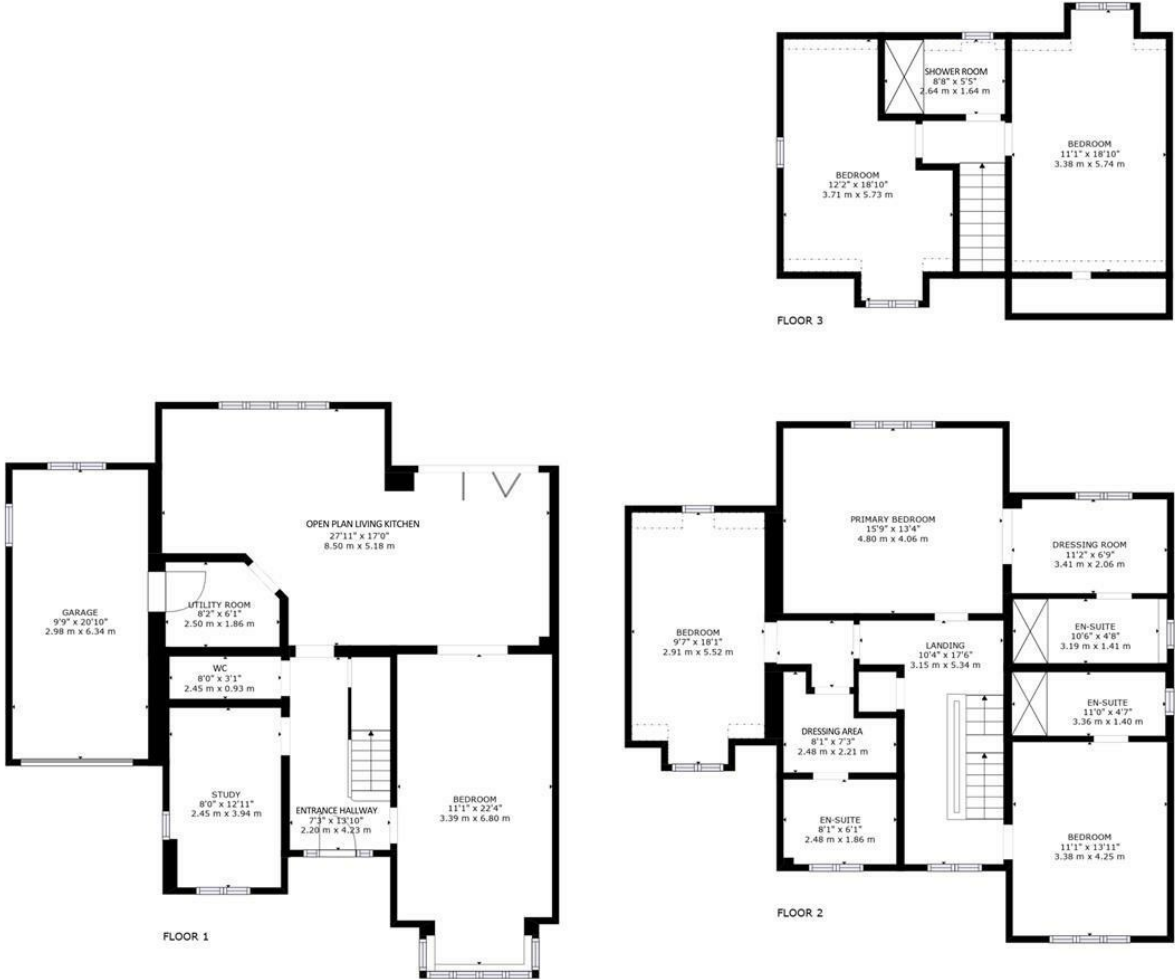 SHOWER ROOM
8'8" x 5'5"
2.64 m x 1.64 m
BEDROOM
11'1" x 18'10"
3.38 m x 5.74 m
BEDROOM
12'2" x 18'10"
3.71 m x 5.73 m
FLOOR 3
OPEN PLAN LIVING KITCHEN
27'11" x 17'0"
8.50 m x 5.18 m
GARAGE
9'9" x 20'10"
2.98 m x 6.34 m
UTILITY ROOM
8'2" x 6'1"
2.50 m x 1.86 m
WC
8'0" x 3'1"
2.45 m x 0.93 m
STUDY
8'0" x 12'11"
2.45 m x 3.94 m
ENTRANCE HALLWAY
7'3" x 13'10"
2.20 m x 4.23 m
BEDROOM
11'1" x 22'4"
3.39 m x 6.80 m
FLOOR 1
PRIMARY BEDROOM
15'9" x 13'4"
4.80 m x 4.06 m
DRESSING ROOM
11'2" x 6'9"
3.41 m x 2.06 m
BEDROOM
9'7" x 18'1"
2.91 m x 5.52 m
LANDING
10'4" x 17'6"
3.15 m x 5.34 m
EN-SUITE
10'6" x 4'8"
3.19 m x 1.41 m
EN-SUITE
11'0" x 4'7"
3.36 m x 1.40 m
DRESSING AREA
8'1" x 7'3"
2.48 m x 2.21 m
EN-SUITE
8'1" x 6'1"
2.48 m x 1.86 m
BEDROOM
11'1" x 13'11"
3.38 m x 4.25 m
FLOOR 2